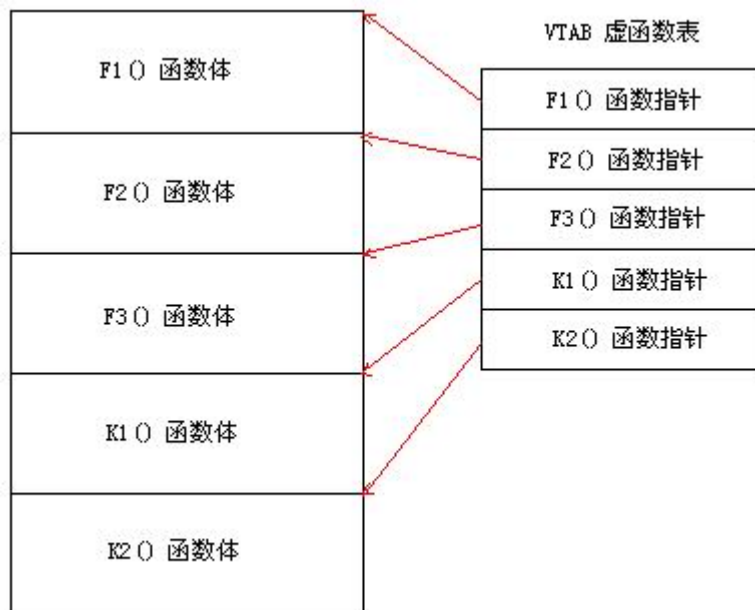 F1() 函数体
F2() 函数体
F3() 函数体
K1() 函数体
K2() 函数体
VTAB 虚函数表
F1() 函数指针
F2() 函数指针
F3() 函数指针
K1() 函数指针
K2() 函数指针